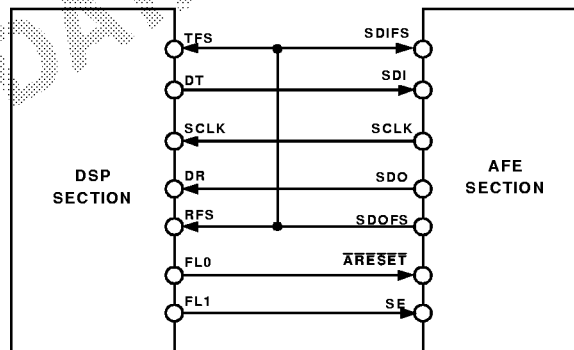 TFS SDIFS
DT SDI
SCLK SCLK
DSP
SECTION
AFE
SECTION
DR SDO
RFS SDOFS
FL0 ARESET
FL1 SE